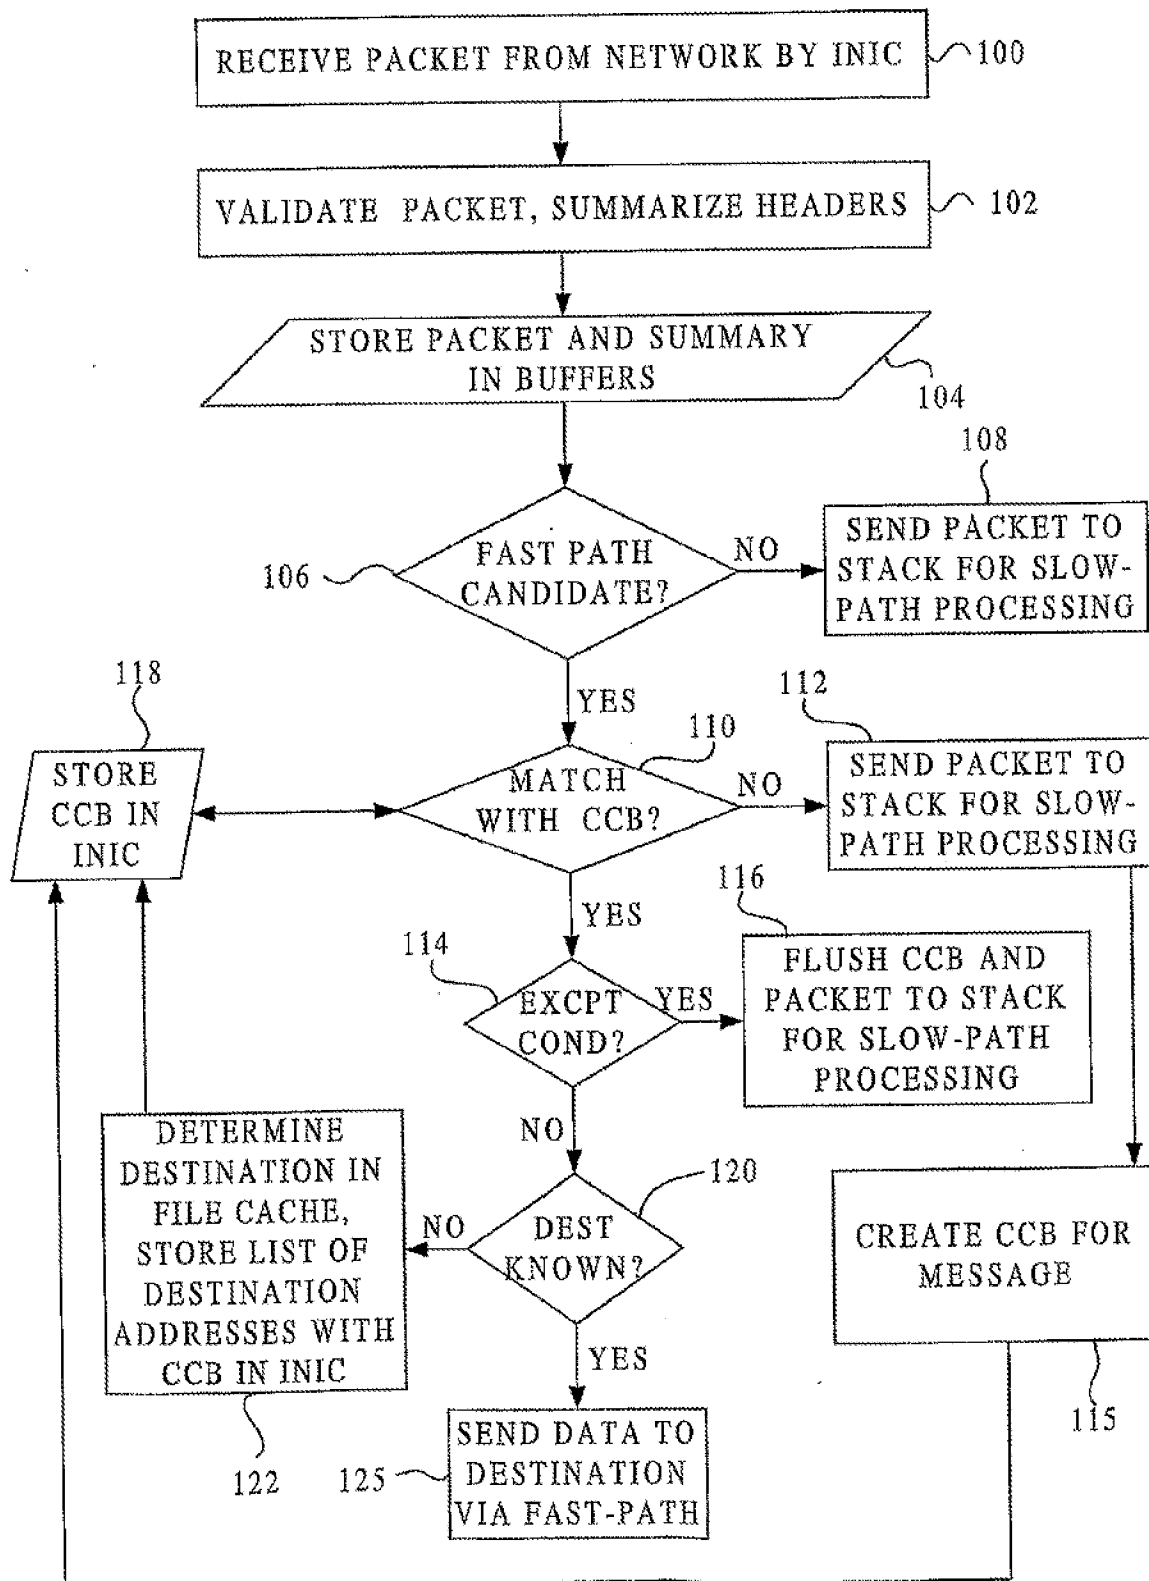 RECEIVE PACKET FROM NETWORK BY INIC
100
VALIDATE PACKET, SUMMARIZE HEADERS
102
STORE PACKET AND SUMMARY
IN BUFFERS
104
108
FAST PATH
CANDIDATE?
106
NO
SEND PACKET TO
STACK FOR SLOW-
PATH PROCESSING
YES
118
110
112
STORE
CCB IN
INIC
MATCH
WITH CCB?
NO
SEND PACKET TO
STACK FOR SLOW-
PATH PROCESSING
YES
116
114
EXCPT
COND?
YES
FLUSH CCB AND
PACKET TO STACK
FOR SLOW-PATH
PROCESSING
NO
DETERMINE
DESTINATION IN
FILE CACHE,
STORE LIST OF
DESTINATION
ADDRESSES WITH
CCB IN INIC
122
NO
120
DEST
KNOWN?
CREATE CCB FOR
MESSAGE
115
YES
SEND DATA TO
DESTINATION
VIA FAST-PATH
125